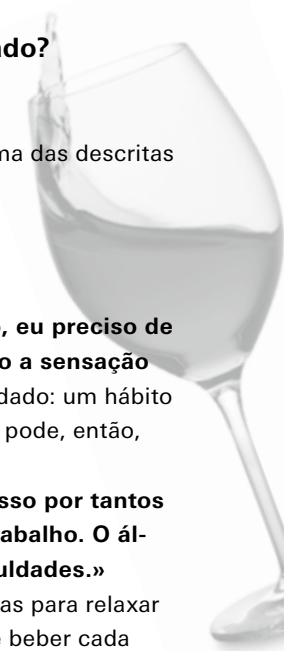 do?
ma das descritas
, eu preciso de
o a sensação
dado: um hábito
pode, então,
sso por tantos
abalho. O ál-
uldades.»
as para relaxar
beber cada